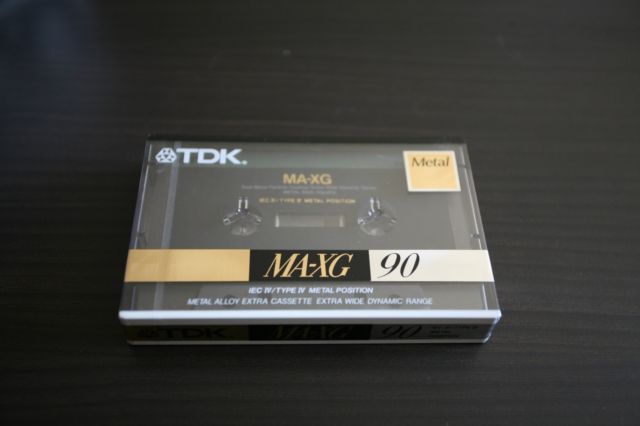 TDK
Metal
MA-XG
IEC IV/TYPE IV METAL POSITION
MA-XG 90
IEC IV/TYPE IV METAL POSITION
METAL ALLOY EXTRA CASSETTE EXTRA WIDE DYNAMIC RANGE
TDK MA-XG 90